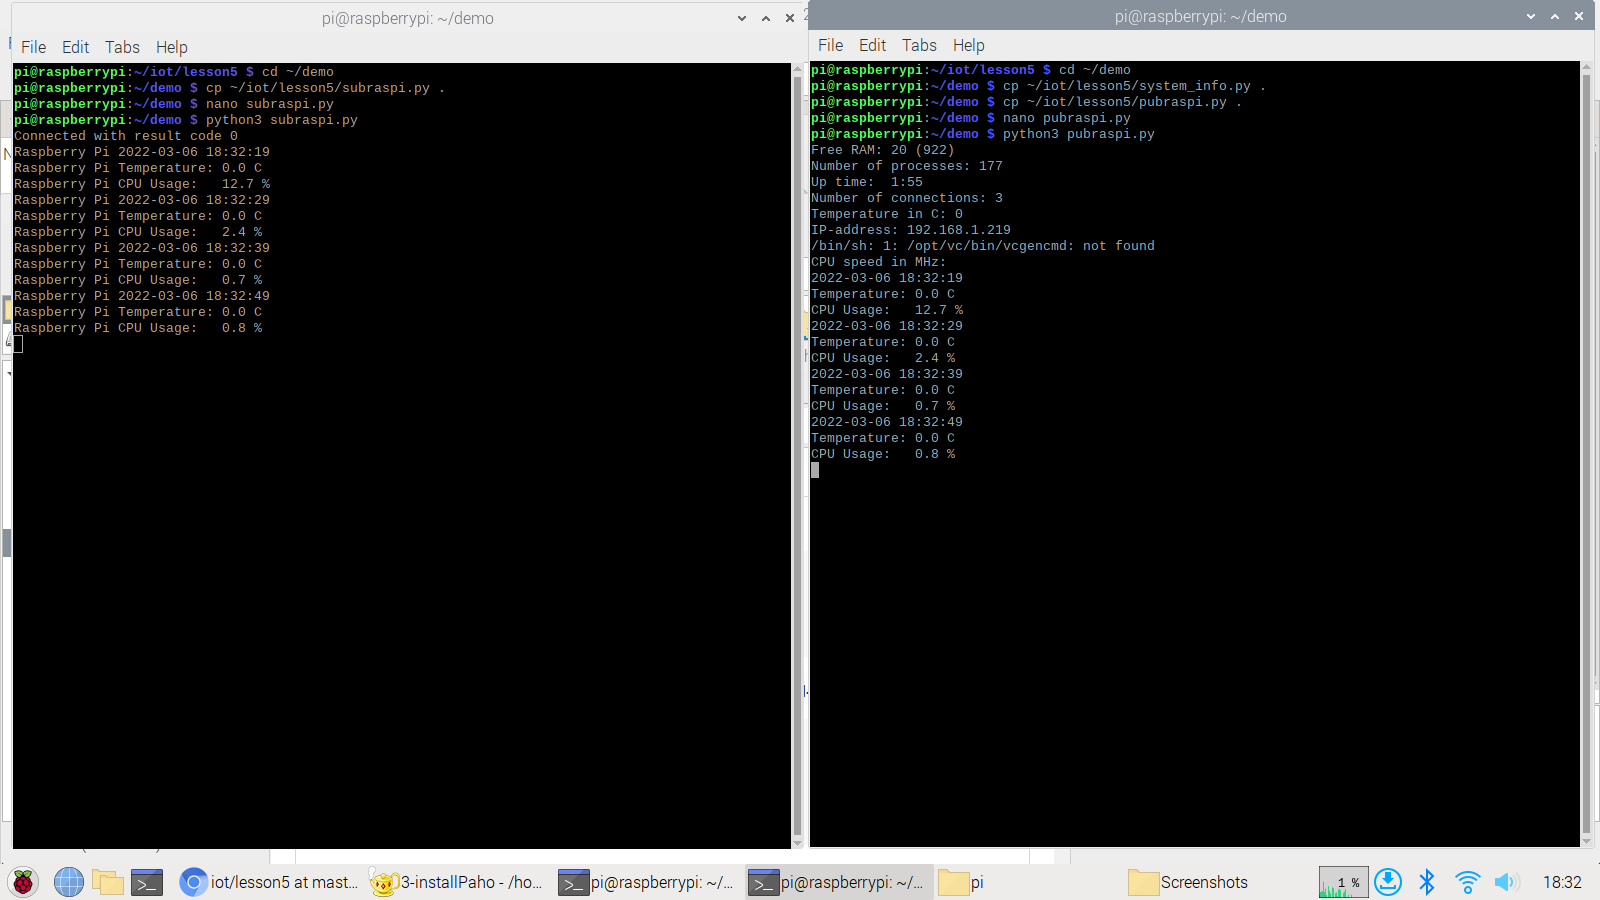 pi@raspberrypi: ~/demo
File Edit Tabs Help
pi@raspberrypi:~/iot/lesson5 $ cd ~/demo
pi@raspberrypi:~/demo $ cp ~/iot/lesson5/subraspi.py .
pi@raspberrypi:~/demo $ nano subraspi.py
pi@raspberrypi:~/demo $ python3 subraspi.py
Connected with result code 0
Raspberry Pi 2022-03-06 18:32:19
Raspberry Pi Temperature: 0.0 C
Raspberry Pi CPU Usage:   12.7 %
Raspberry Pi 2022-03-06 18:32:29
Raspberry Pi Temperature: 0.0 C
Raspberry Pi CPU Usage:   2.4 %
Raspberry Pi 2022-03-06 18:32:39
Raspberry Pi Temperature: 0.0 C
Raspberry Pi CPU Usage:   0.7 %
Raspberry Pi 2022-03-06 18:32:49
Raspberry Pi Temperature: 0.0 C
Raspberry Pi CPU Usage:   0.8 %
pi@raspberrypi: ~/demo
File Edit Tabs Help
pi@raspberrypi:~/iot/lesson5 $ cd ~/demo
pi@raspberrypi:~/demo $ cp ~/iot/lesson5/system_info.py .
pi@raspberrypi:~/demo $ cp ~/iot/lesson5/pubraspi.py .
pi@raspberrypi:~/demo $ nano pubraspi.py
pi@raspberrypi:~/demo $ python3 pubraspi.py
Free RAM: 20 (922)
Number of processes: 177
Up time:  1:55
Number of connections: 3
Temperature in C: 0
IP-address: 192.168.1.219
/bin/sh: 1: /opt/vc/bin/vcgencmd: not found
CPU speed in MHz:
2022-03-06 18:32:19
Temperature: 0.0 C
CPU Usage:   12.7 %
2022-03-06 18:32:29
Temperature: 0.0 C
CPU Usage:   2.4 %
2022-03-06 18:32:39
Temperature: 0.0 C
CPU Usage:   0.7 %
2022-03-06 18:32:49
Temperature: 0.0 C
CPU Usage:   0.8 %
iot/lesson5 at mast... 3-installPaho - /ho... pi@raspberrypi: ~/... pi@raspberrypi: ~/... pi Screenshots 1 % 18:32